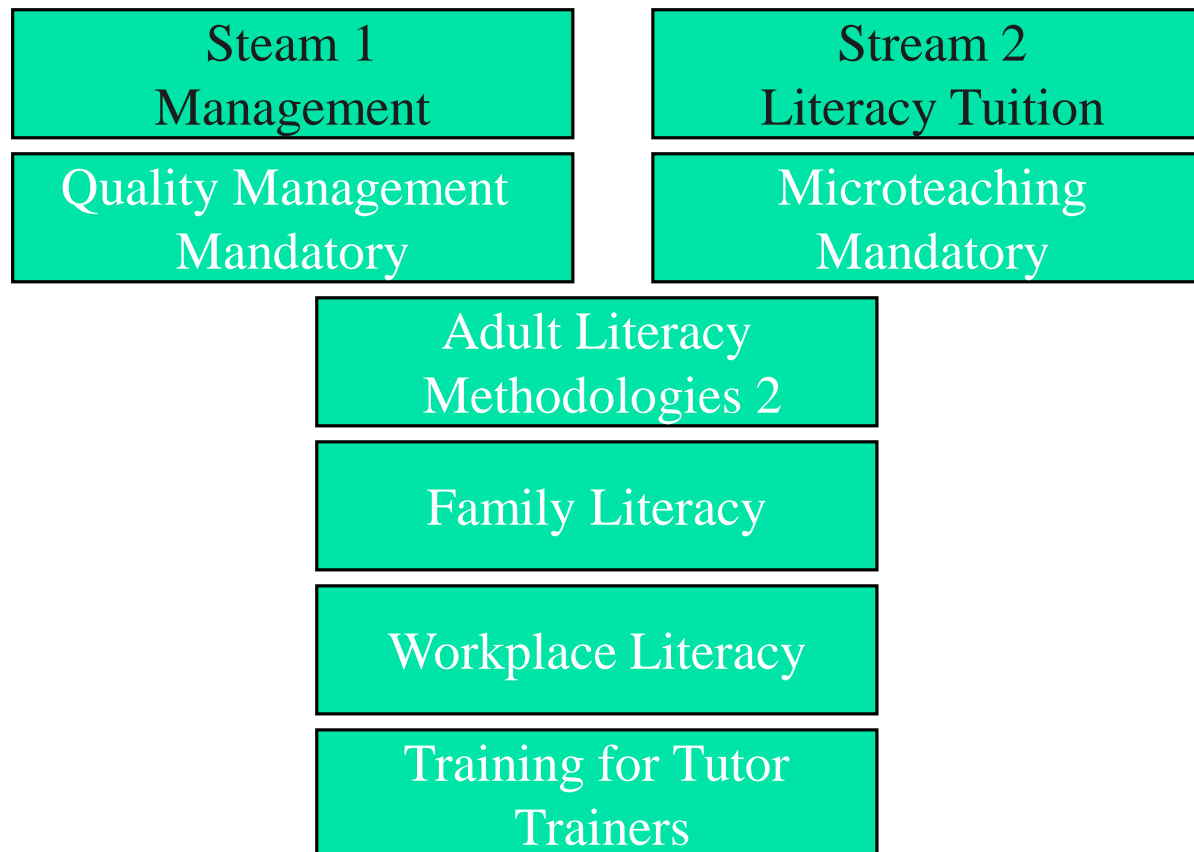 Steam 1
Management
Stream 2
Literacy Tuition
Quality Management
Mandatory
Microteaching
Mandatory
Adult Literacy
Methodologies 2
Family Literacy
Workplace Literacy
Training for Tutor
Trainers